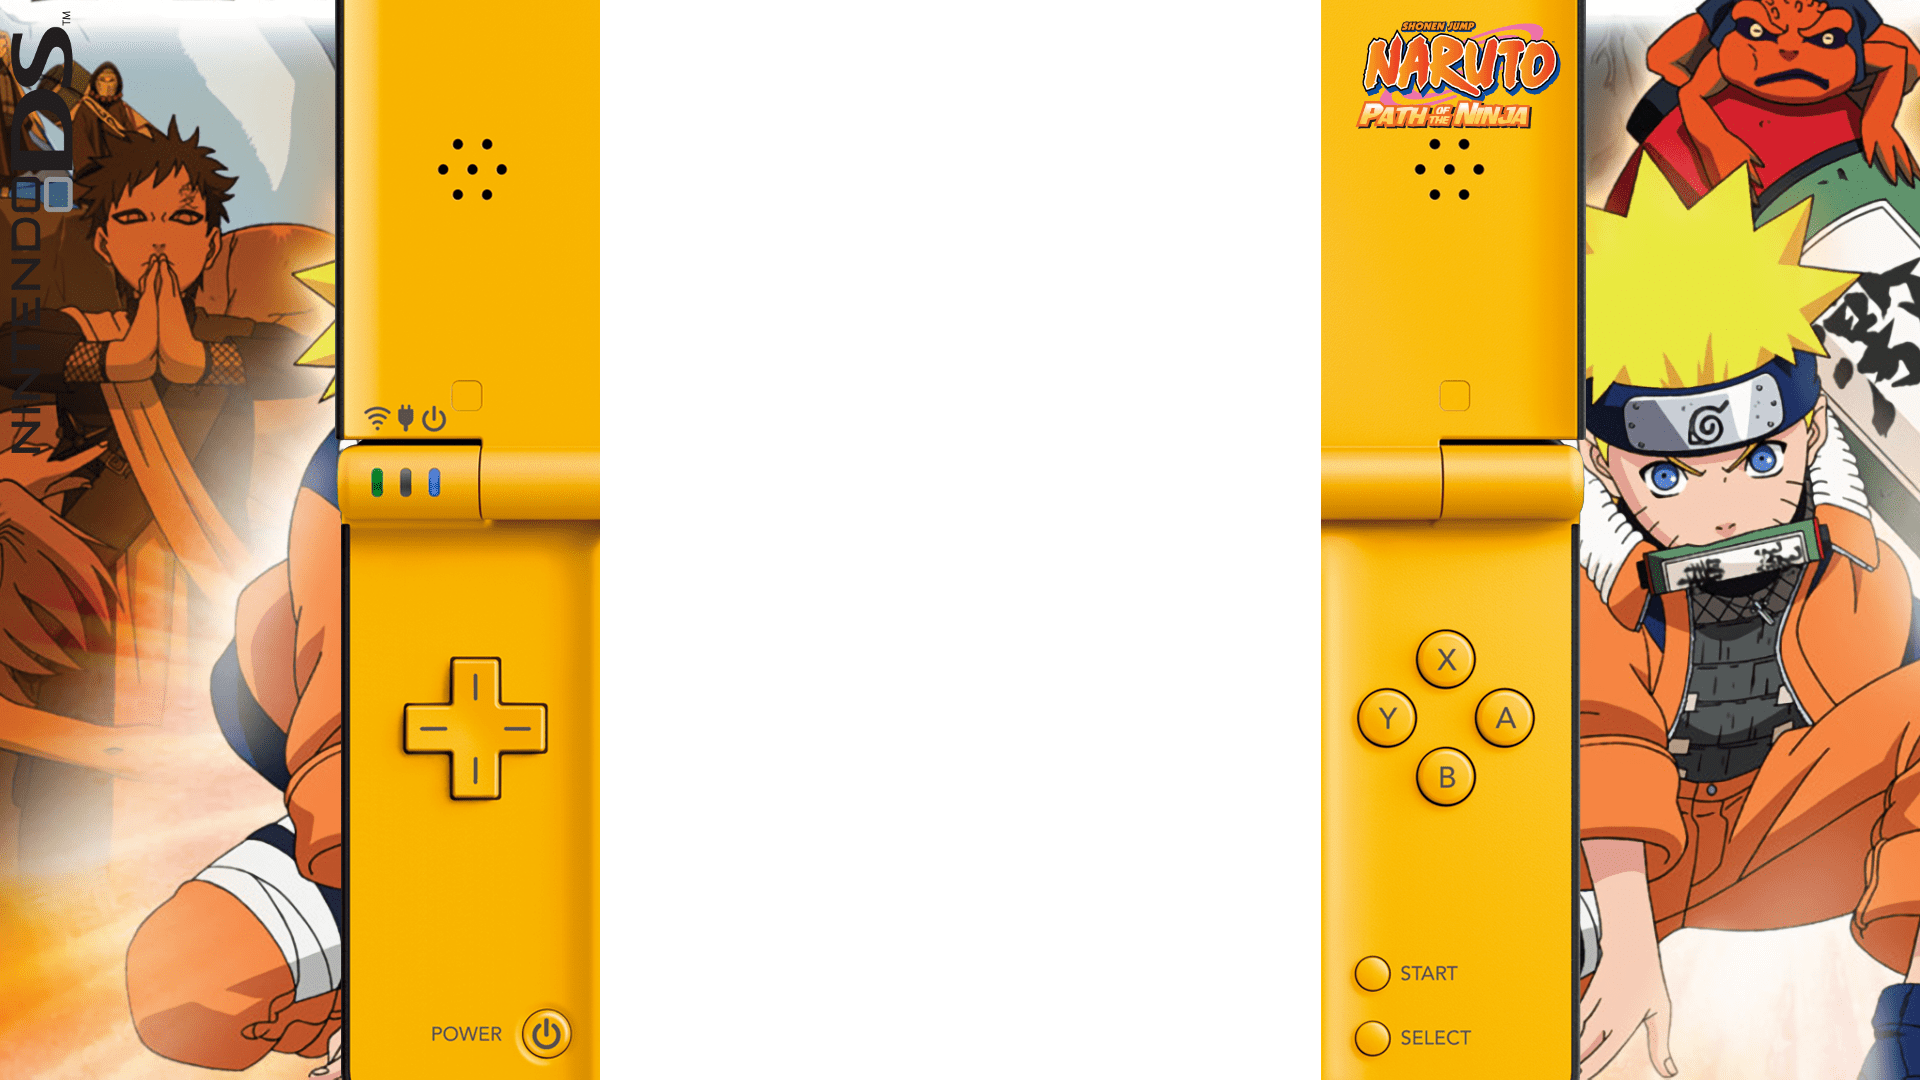 NINTENDO DS™
SHONEN JUMP
NARUTO
PATH OF THE NINJA
X
Y
A
B
START
SELECT
POWER